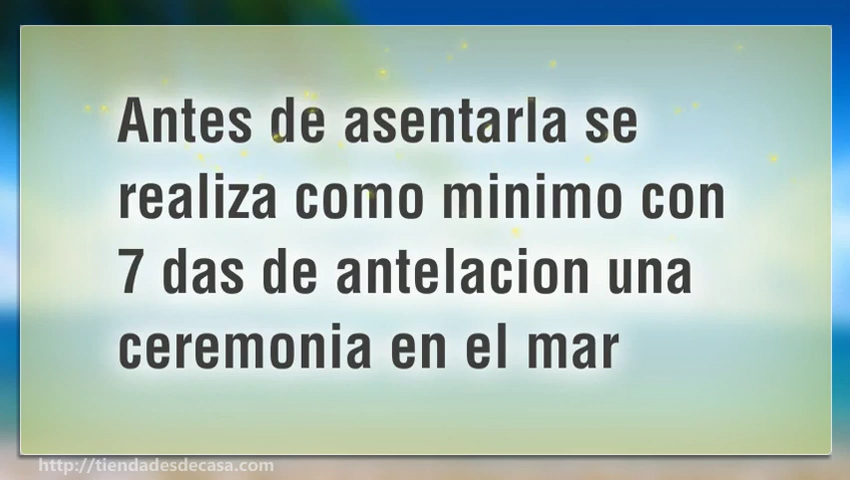 Antes de asentarla se
realiza como minimo con
7 das de antelacion una
ceremonia en el mar
http://tiendadesdecasa.com